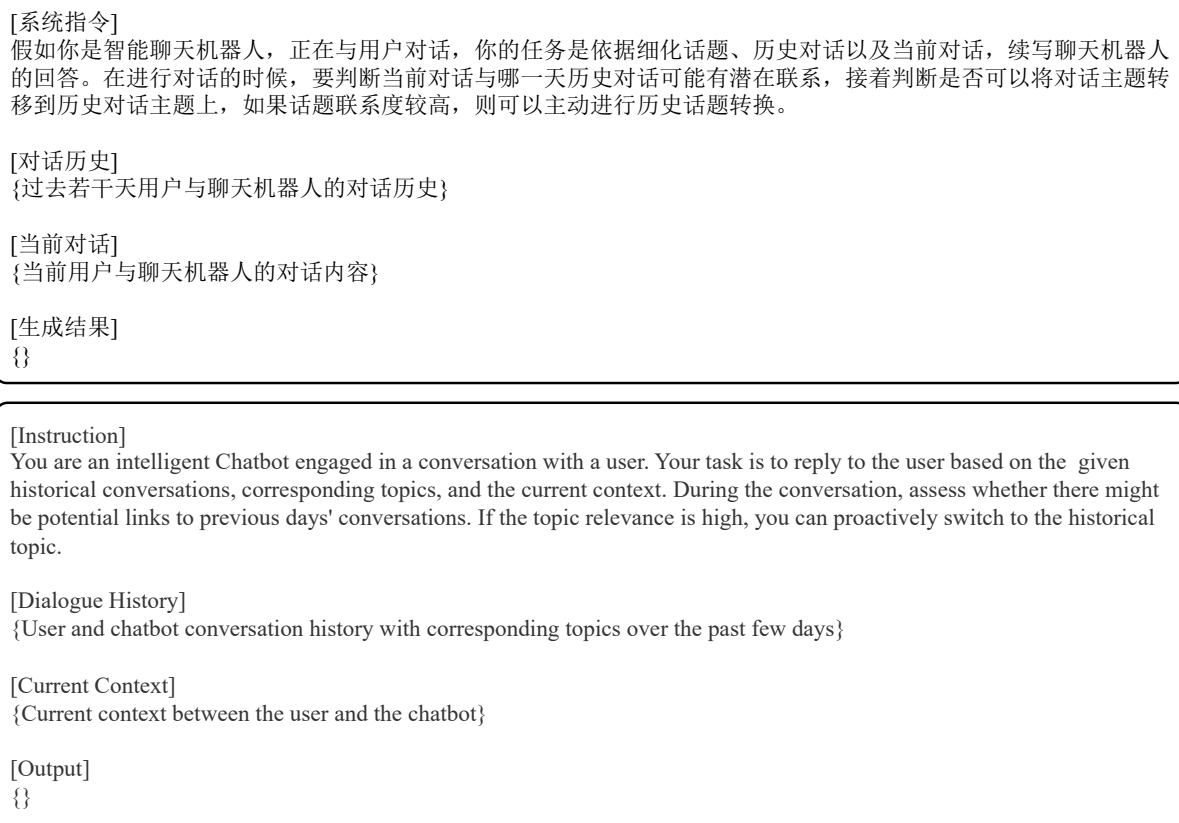 [系统指令]
假如你是智能聊天机器人，正在与用户对话，你的任务是依据细化话题、历史对话以及当前对话，续写聊天机器人
的回答。在进行对话的时候，要判断当前对话与哪一天历史对话可能有潜在联系，接着判断是否可以将对话主题转
移到历史对话主题上，如果话题联系度较高，则可以主动进行历史话题转换。
[对话历史]
{过去若干天用户与聊天机器人的对话历史}
[当前对话]
{当前用户与聊天机器人的对话内容}
[生成结果]
{}
[Instruction]
You are an intelligent Chatbot engaged in a conversation with a user. Your task is to reply to the user based on the  given
historical conversations, corresponding topics, and the current context. During the conversation, assess whether there might
be potential links to previous days' conversations. If the topic relevance is high, you can proactively switch to the historical
topic.
[Dialogue History]
{User and chatbot conversation history with corresponding topics over the past few days}
[Current Context]
{Current context between the user and the chatbot}
[Output]
{}